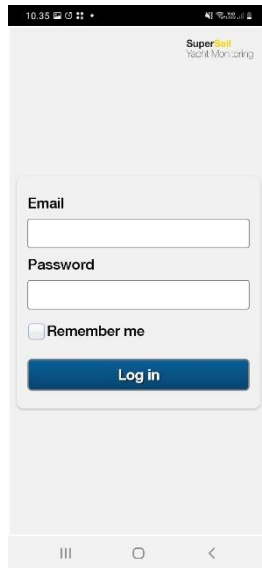 10.35
SuperSail
Yacht Monitoring
Email
Password
Remember me
Log in